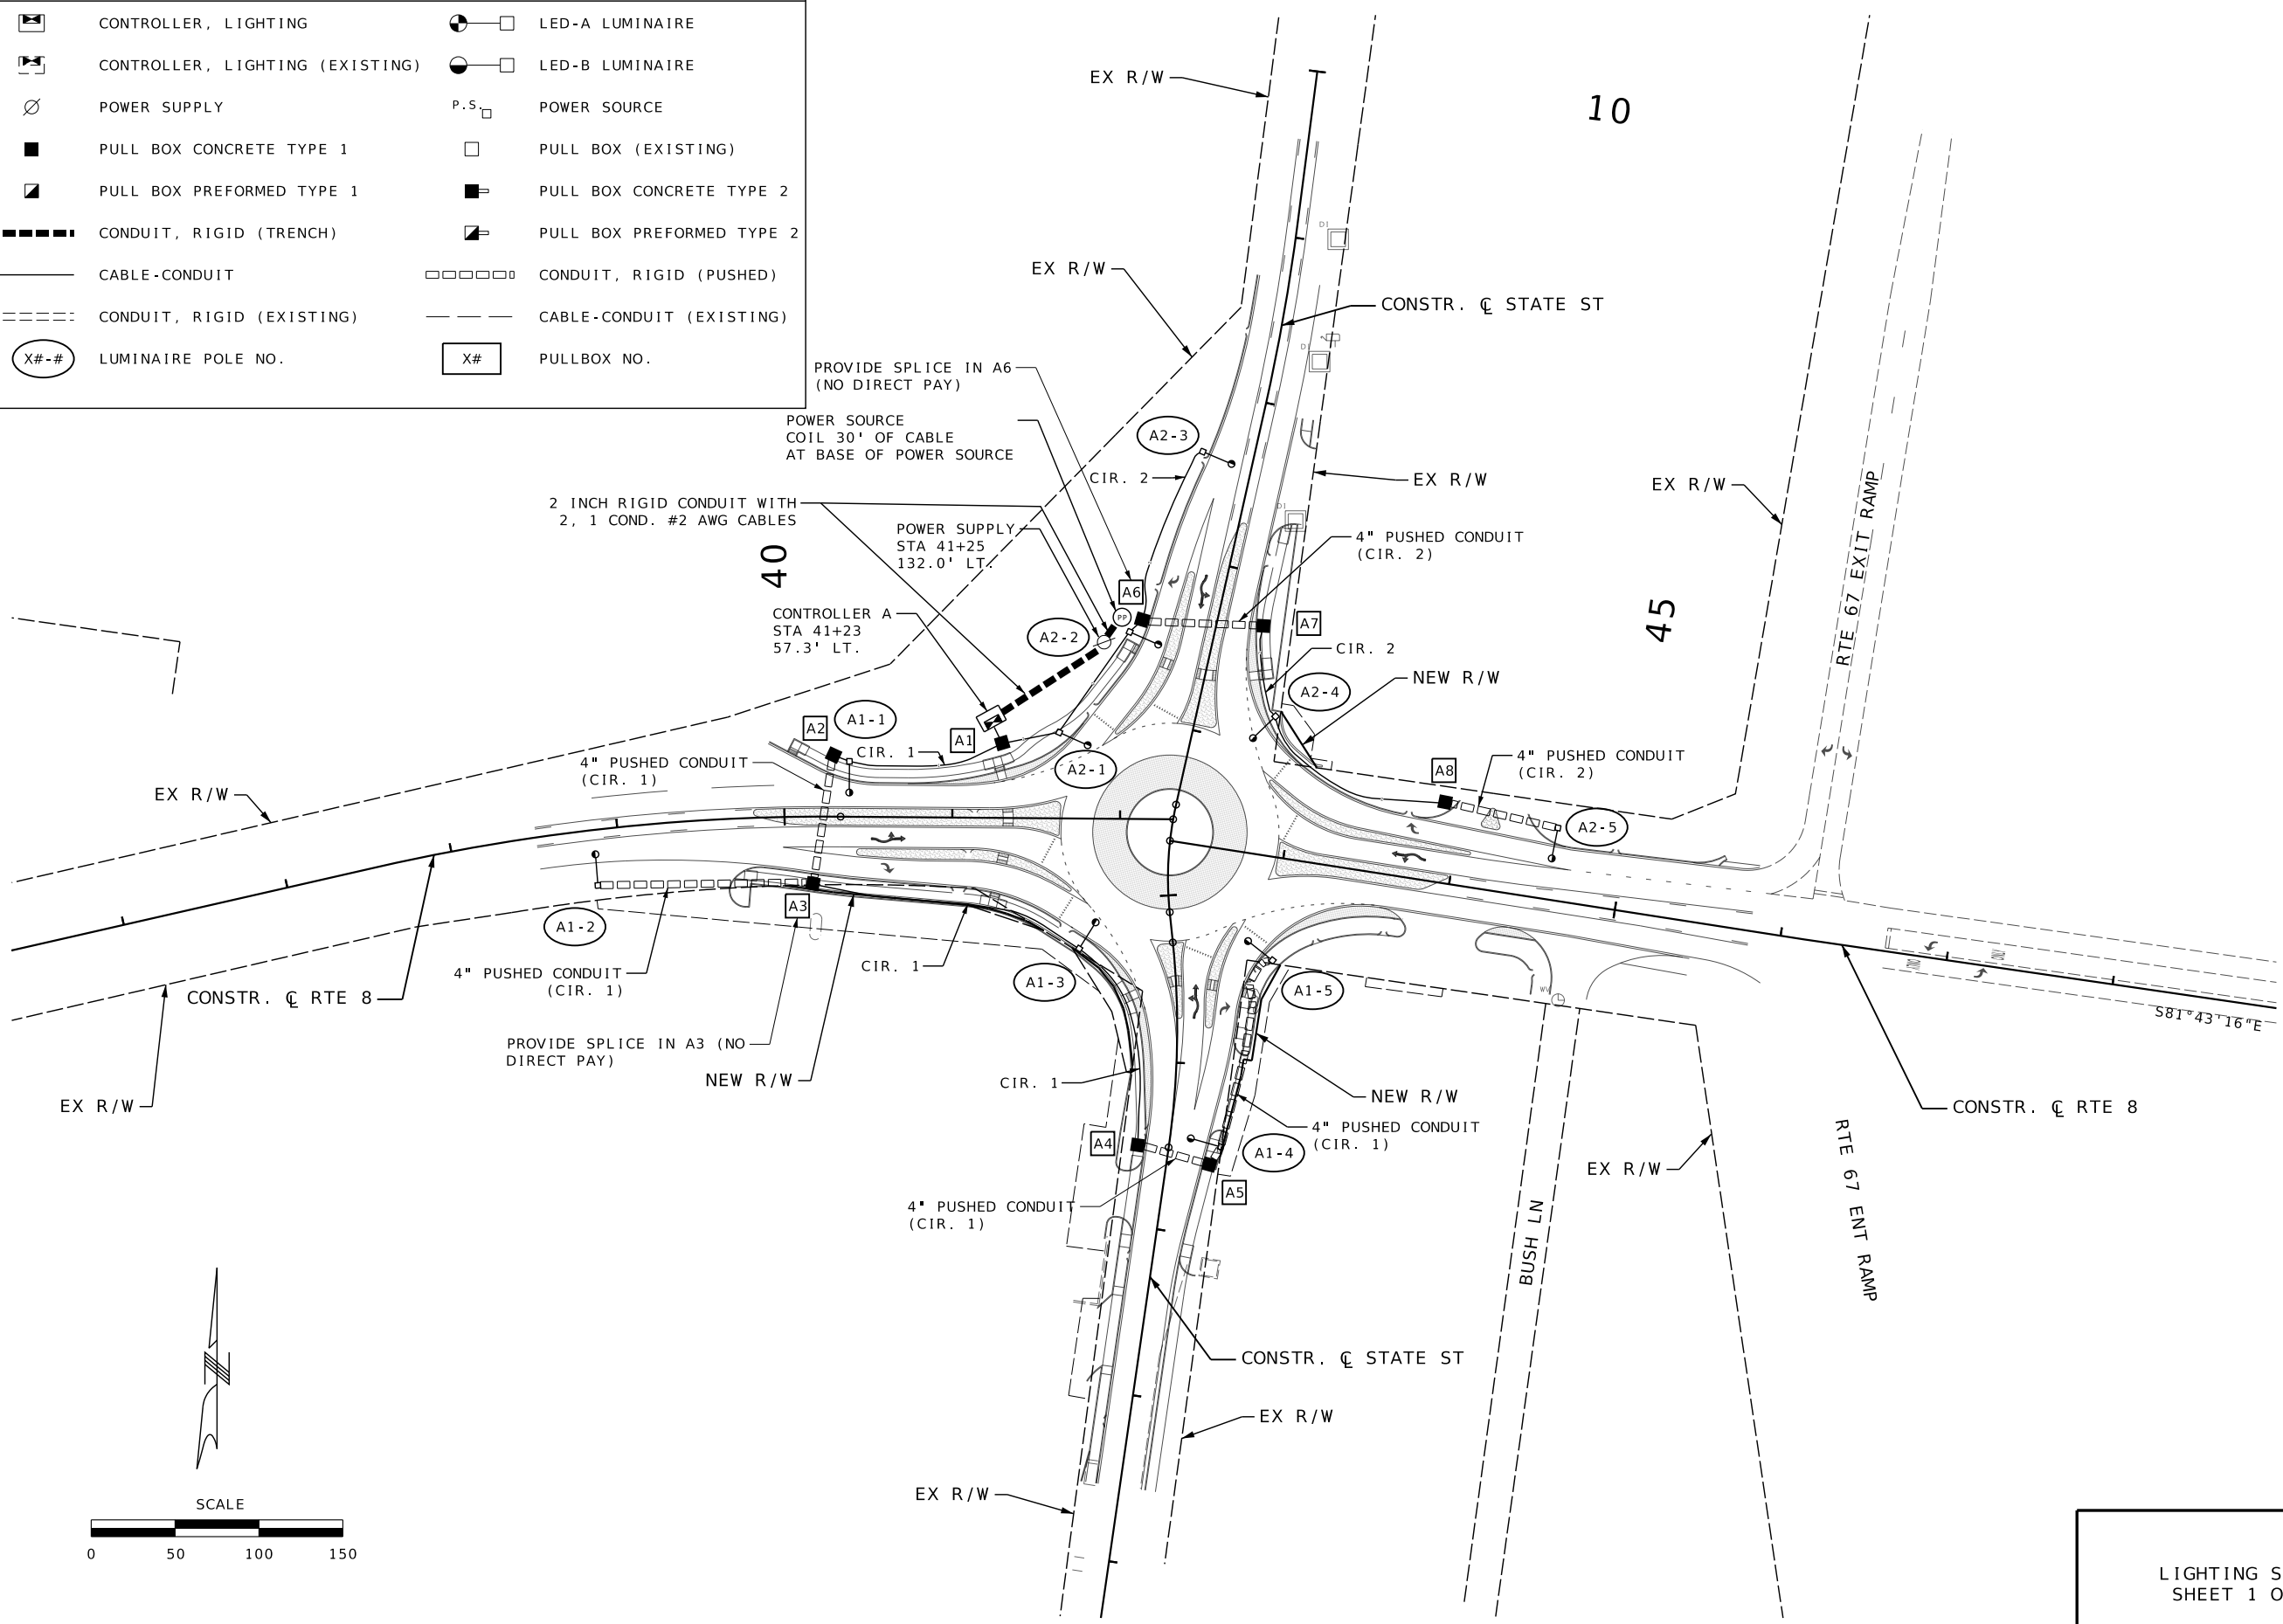 CONTROLLER, LIGHTING
LED-A LUMINAIRE
CONTROLLER, LIGHTING (EXISTING)
LED-B LUMINAIRE
POWER SUPPLY
P.S.
POWER SOURCE
PULL BOX CONCRETE TYPE 1
PULL BOX (EXISTING)
PULL BOX PREFORMED TYPE 1
PULL BOX CONCRETE TYPE 2
CONDUIT, RIGID (TRENCH)
PULL BOX PREFORMED TYPE 2
CABLE-CONDUIT
CONDUIT, RIGID (PUSHED)
CONDUIT, RIGID (EXISTING)
CABLE-CONDUIT (EXISTING)
X#-#
LUMINAIRE POLE NO.
X#
PULLBOX NO.
EX R/W
10
DI
EX R/W
CONSTR. ℄ STATE ST
DI
PROVIDE SPLICE IN A6
(NO DIRECT PAY)
POWER SOURCE
COIL 30' OF CABLE
AT BASE OF POWER SOURCE
A2-3
CIR. 2
EX R/W
EX R/W
RTE 67 EXIT RAMP
2 INCH RIGID CONDUIT WITH
2, 1 COND. #2 AWG CABLES
DI
POWER SUPPLY
STA 41+25
132.0' LT.
4" PUSHED CONDUIT
(CIR. 2)
40
45
A6
CONTROLLER A
STA 41+23
57.3' LT.
PP
A2-2
A7
CIR. 2
NEW R/W
A2-4
A1-1
A2
A1
CIR. 1
4" PUSHED CONDUIT
(CIR. 1)
A2-1
4" PUSHED CONDUIT
(CIR. 2)
A8
A2-5
EX R/W
A3
A1-2
4" PUSHED CONDUIT
(CIR. 1)
CIR. 1
A1-3
A1-5
WV
CONSTR. ℄ RTE 8
S81°43'16"E
PROVIDE SPLICE IN A3 (NO
DIRECT PAY)
NEW R/W
CIR. 1
NEW R/W
EX R/W
CONSTR. ℄ RTE 8
4" PUSHED CONDUIT
(CIR. 1)
A4
A1-4
EX R/W
RTE 67 ENT RAMP
A5
4" PUSHED CONDUIT
(CIR. 1)
BUSH LN
CONSTR. ℄ STATE ST
EX R/W
N
EX R/W
SCALE
0 50 100 150
LIGHTING S
SHEET 1 O